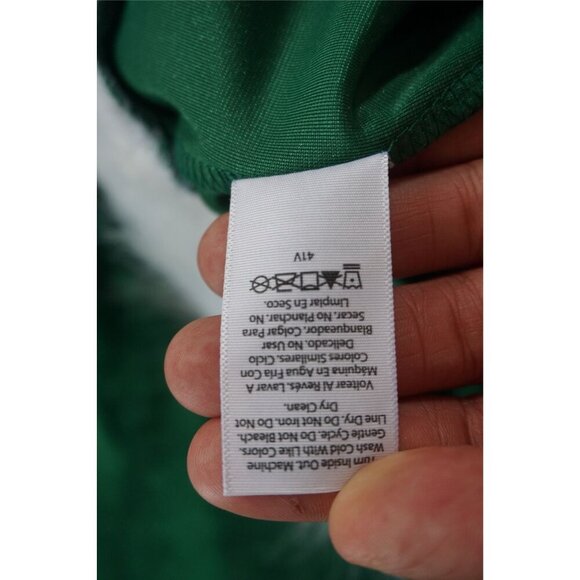 Turn Inside Out. Machine
Wash Cold With Like Colors.
Gentle Cycle. Do Not Bleach.
Line Dry. Do Not Iron. Do Not
Dry Clean.
Voltear Al Revés. Lavar A
Máquina En Agua Fría Con
Colores Similares. Ciclo
Delicado. No Usar
Blanqueador. Colgar Para
Secar. No Planchar. No
Limpiar En Seco.
41V